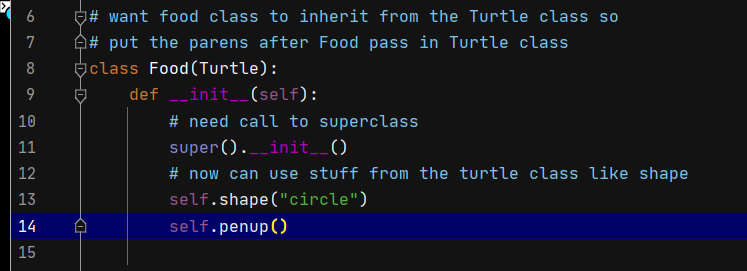 6 # want food class to inherit from the Turtle class so
7 # put the parens after Food pass in Turtle class
8 class Food(Turtle):
9     def __init__(self):
10         # need call to superclass
11         super().__init__()
12         # now can use stuff from the turtle class like shape
13         self.shape("circle")
14         self.penup()
15